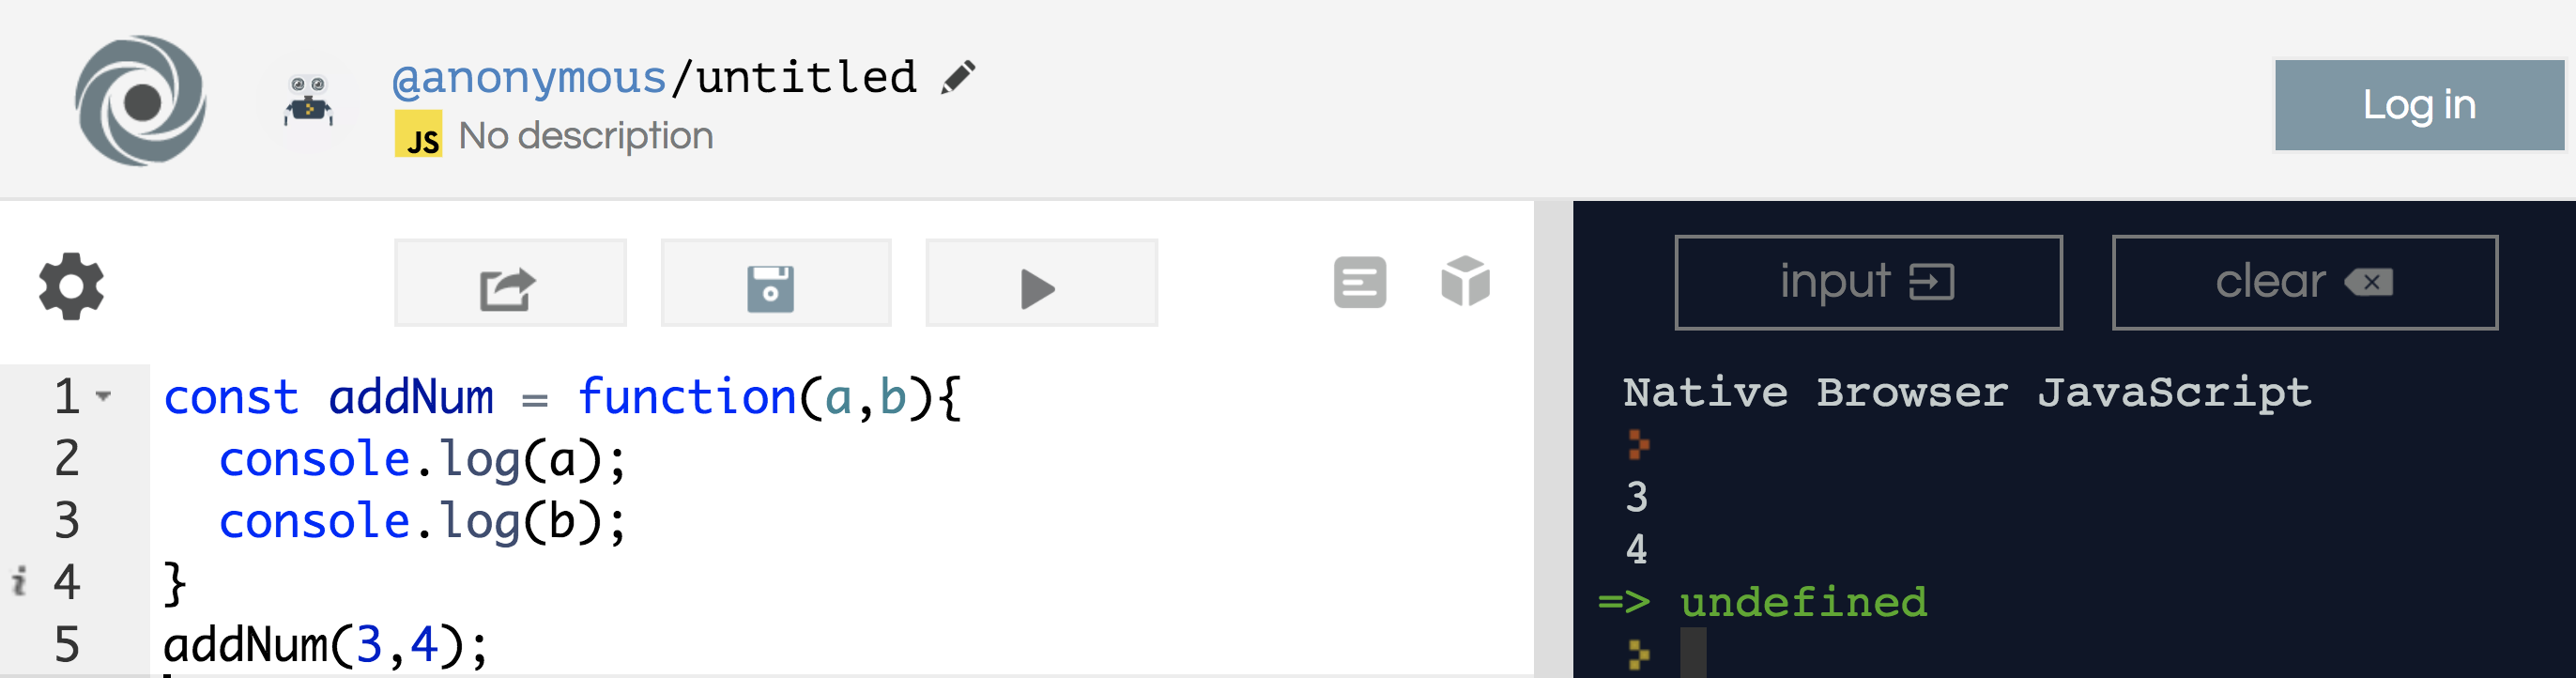 @anonymous/untitled
JS No description
Log in
input
clear
1 const addNum = function(a,b){
2 console.log(a);
3 console.log(b);
i 4 }
5 addNum(3,4);
Native Browser JavaScript
3
4
=> undefined